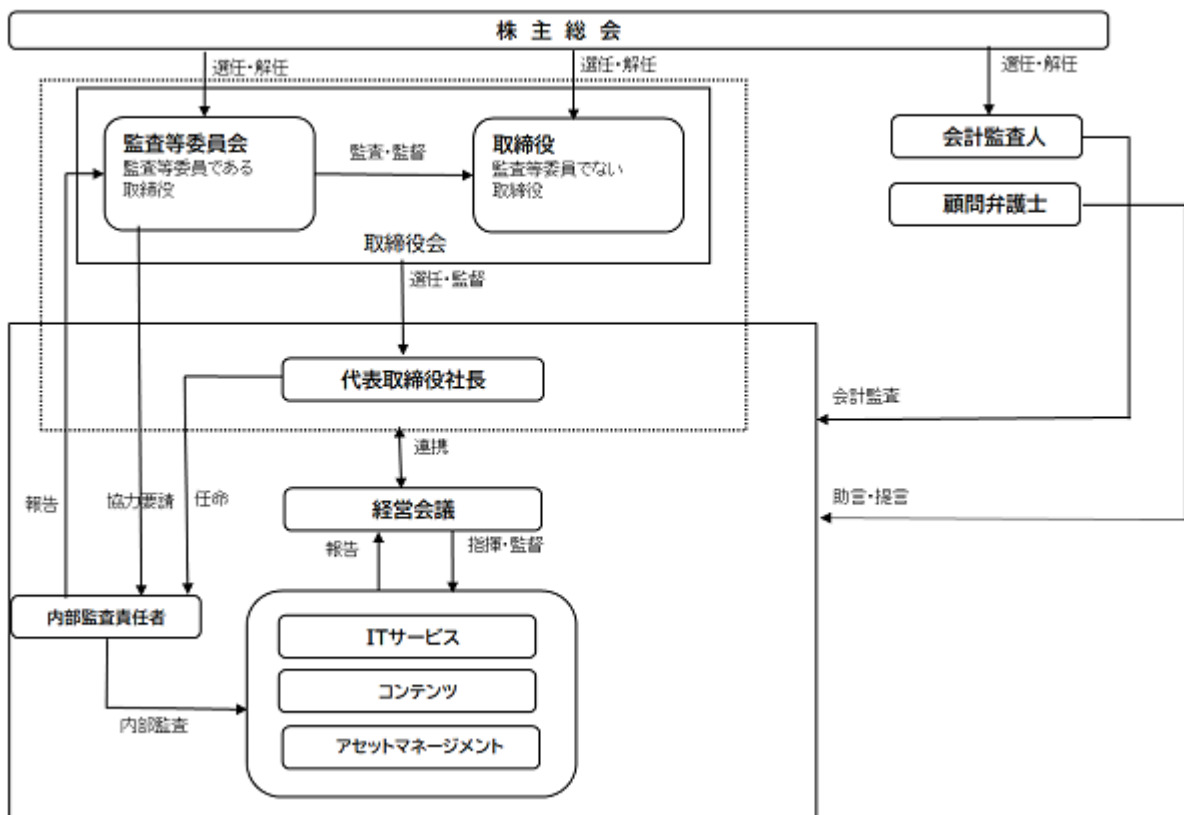 株主総会
選任・解任
選任・解任
選任・解任
監査等委員会
監査等委員である
取締役
監査・監督
取締役
監査等委員でない
取締役
会計監査人
顧問弁護士
取締役会
選任・監督
代表取締役社長
会計監査
連携
報告
協力要請
任命
経営会議
助言・提言
報告
指揮・監督
内部監査責任者
ITサービス
コンテンツ
内部監査
アセットマネージメント